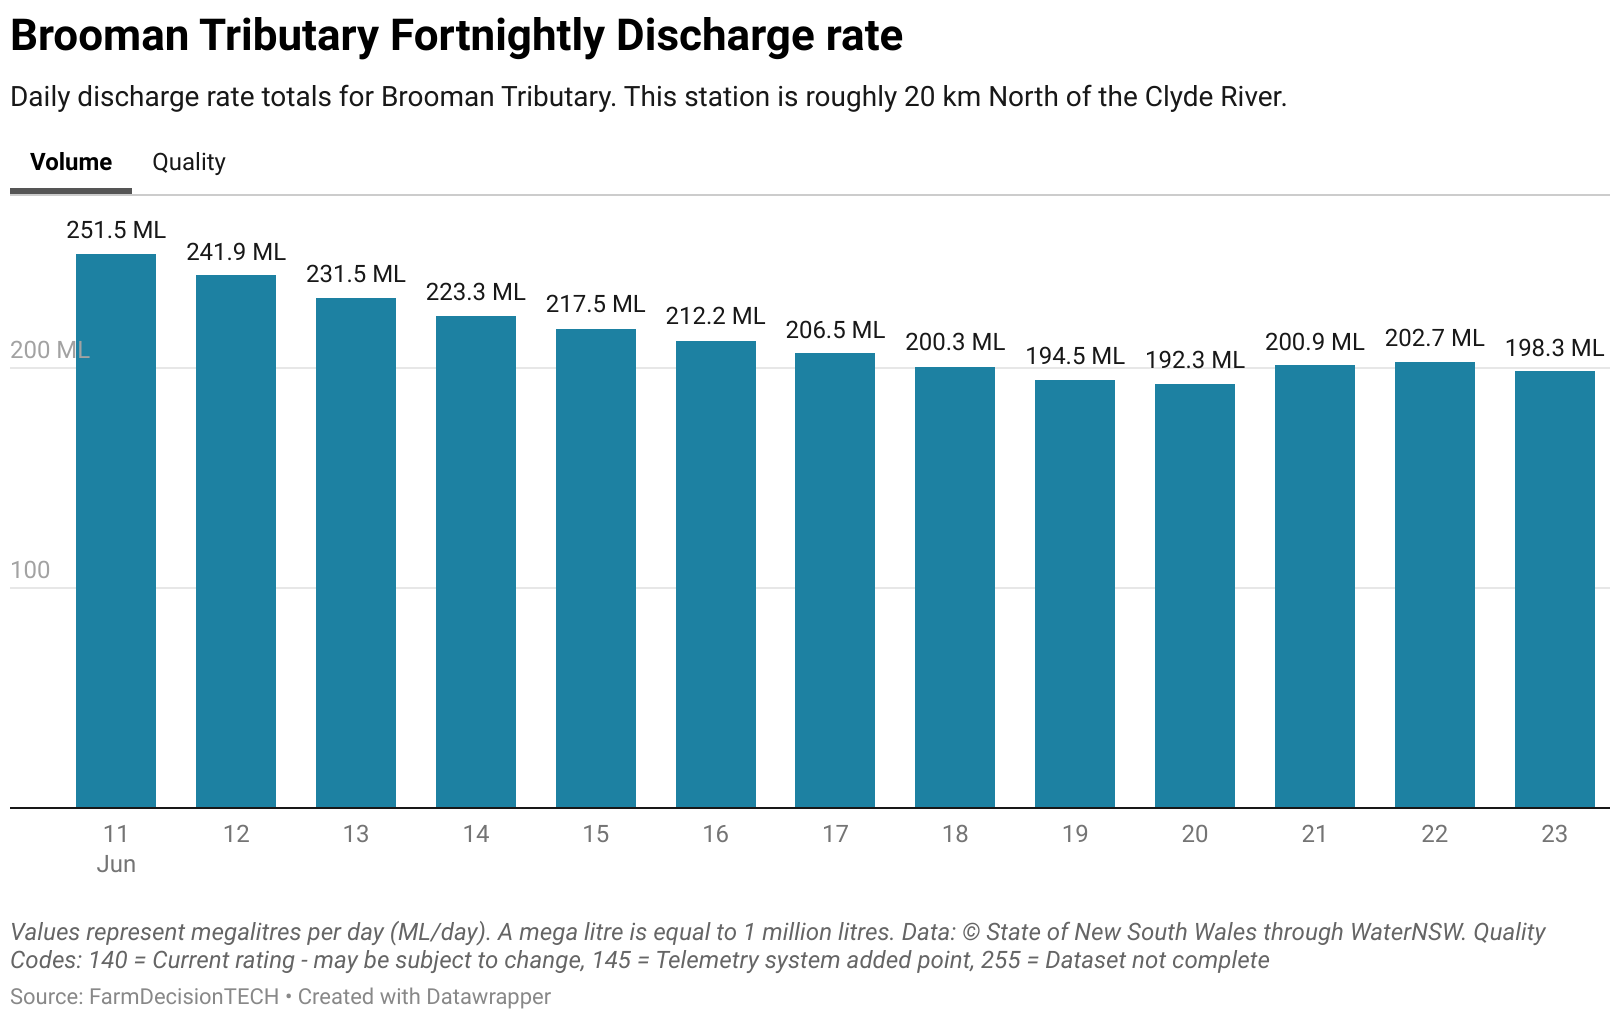 Brooman Tributary Fortnightly Discharge rate
Daily discharge rate totals for Brooman Tributary. This station is roughly 20 km North of the Clyde River.
Volume Quality
251.5 ML
241.9 ML
231.5 ML
223.3 ML
217.5 ML
212.2 ML
206.5 ML
200.3 ML
194.5 ML
192.3 ML
200.9 ML
202.7 ML
198.3 ML
200 ML
100
11 12 13 14 15 16 17 18 19 20 21 22 23
Jun
Values represent megalitres per day (ML/day). A mega litre is equal to 1 million litres. Data: © State of New South Wales through WaterNSW. Quality
Codes: 140 = Current rating - may be subject to change, 145 = Telemetry system added point, 255 = Dataset not complete
Source: FarmDecisionTECH • Created with Datawrapper